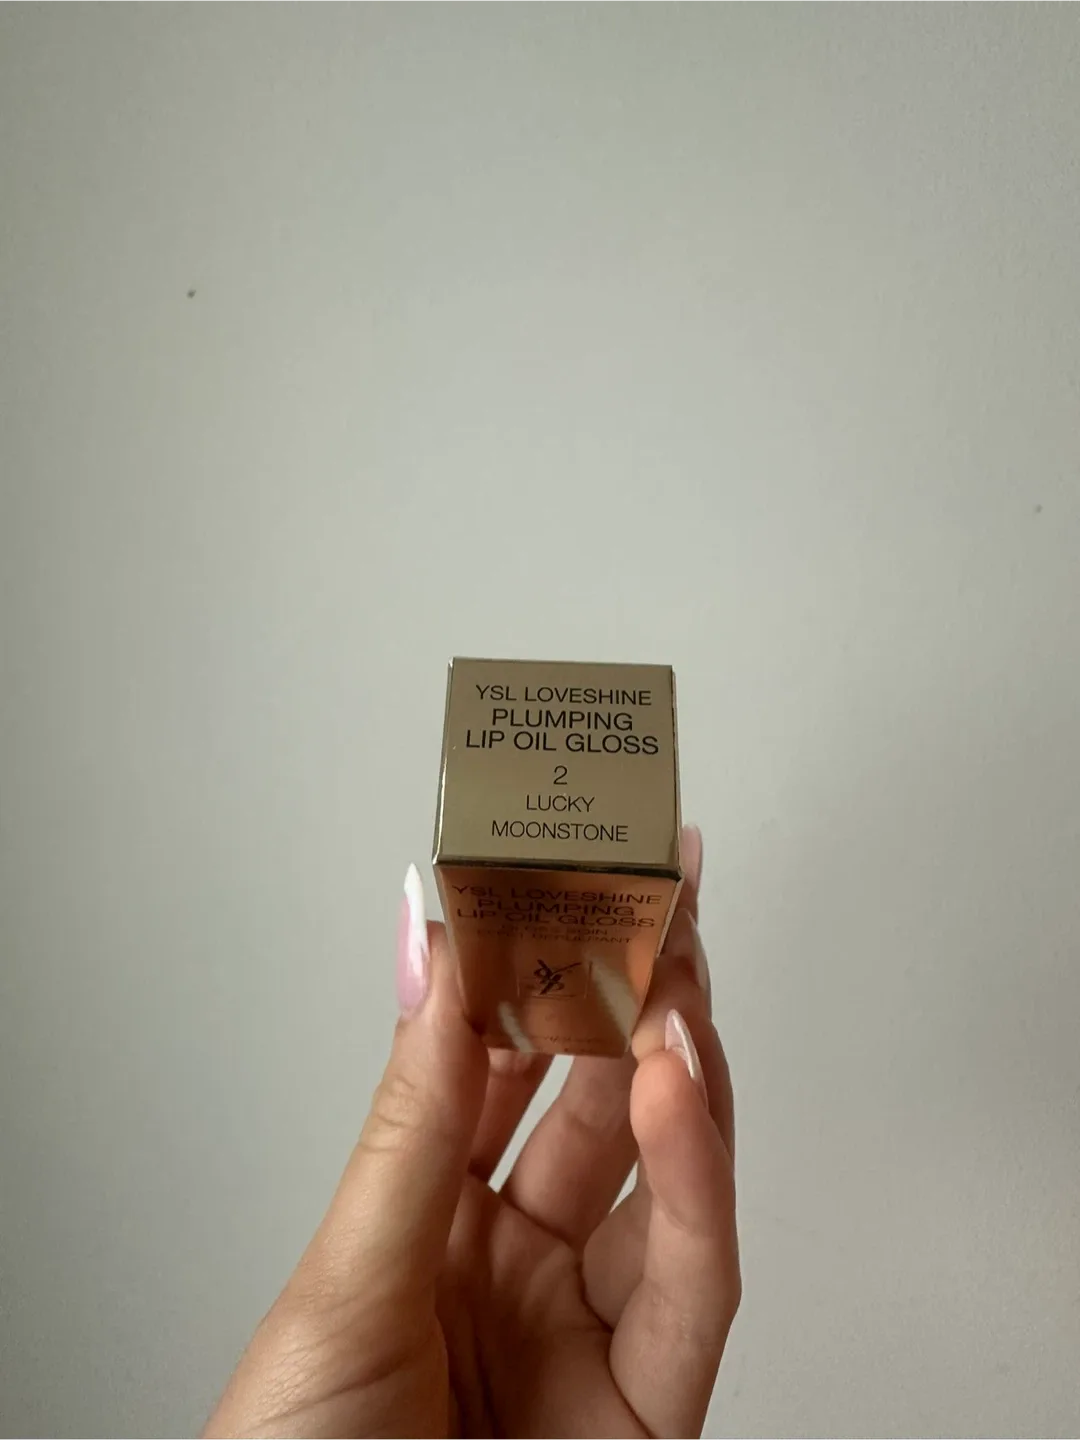 YSL LOVESHINE
PLUMPING
LIP OIL GLOSS
2
LUCKY
MOONSTONE
YSL LOVESHINE
PLUMPING
LIP OIL GLOSS